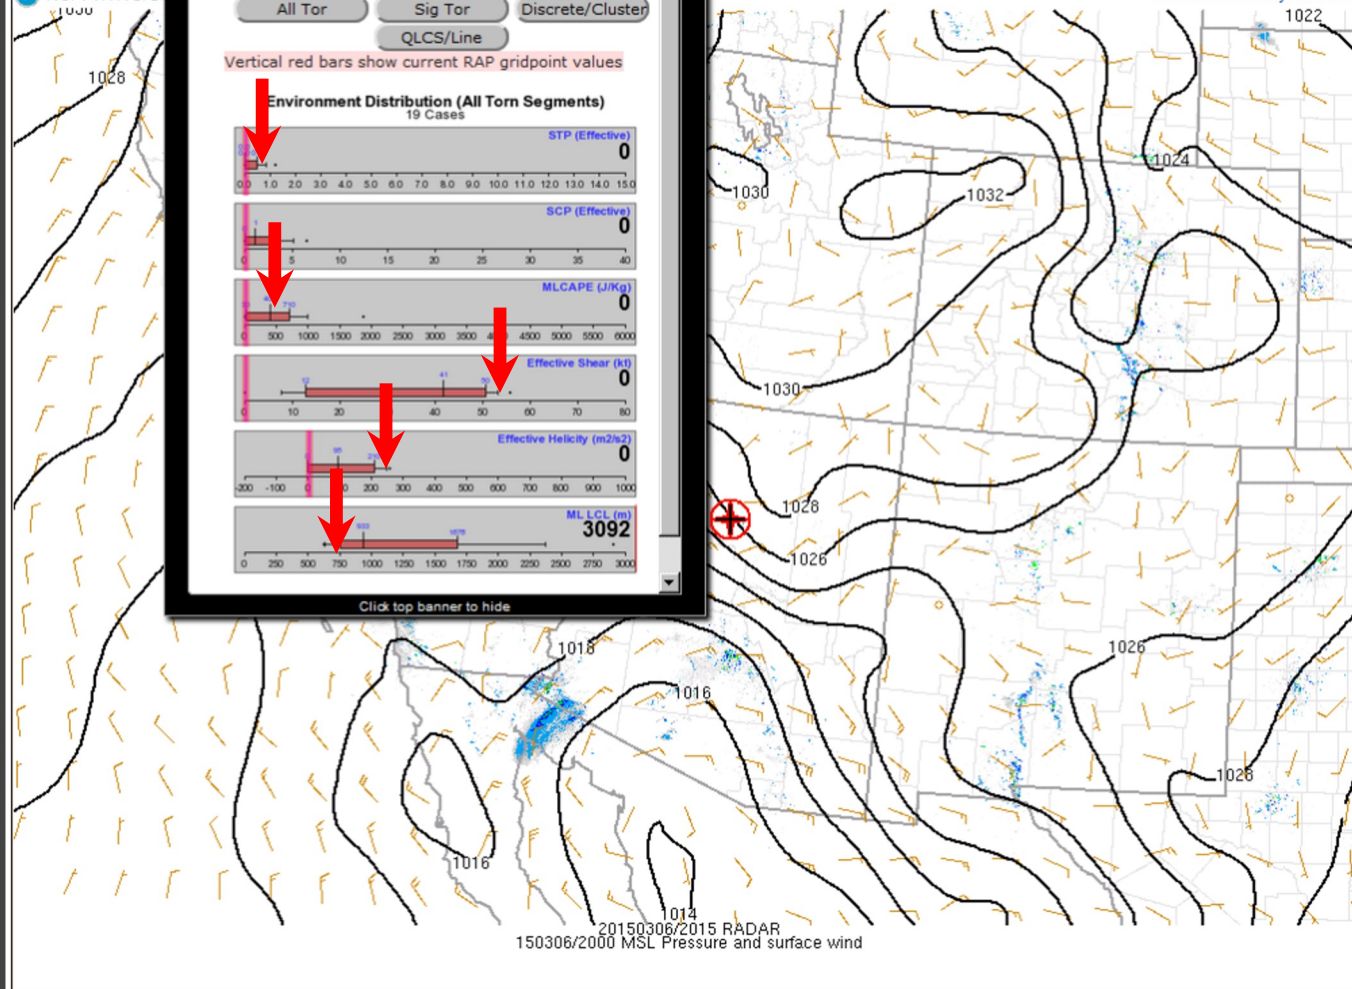 1022
All Tor Sig Tor Discrete/Cluster
QLCS/Line
Vertical red bars show current RAP gridpoint values
1028
Environment Distribution (All Torn Segments)
19 Cases
STP (Effective)
0
0.0 1.0 2.0 3.0 4.0 5.0 6.0 7.0 8.0 9.0 10.0 11.0 12.0 13.0 14.0 15.0
1024
1030
1032
SCP (Effective)
0
1
0 5 10 15 20 25 30 35 40
MLCAPE (J/Kg)
0
710
0 500 1000 1500 2000 2500 3000 3500 4500 5000 5500 6000
Effective Shear (kt)
0
12 41 50
0 10 20 40 50 60 70 80
1030
Effective Helicity (m2/s2)
0
95
-200 -100 0 200 300 400 500 600 700 800 900 1000
1028
ML LCL (m)
3092
933 1675
0 250 500 750 1000 1250 1500 1750 2000 2250 2500 2750 3000
1026
Click top banner to hide
1018
1026
1016
1028
1016
1014
20150306/2015 RADAR
150306/2000 MSL Pressure and surface wind